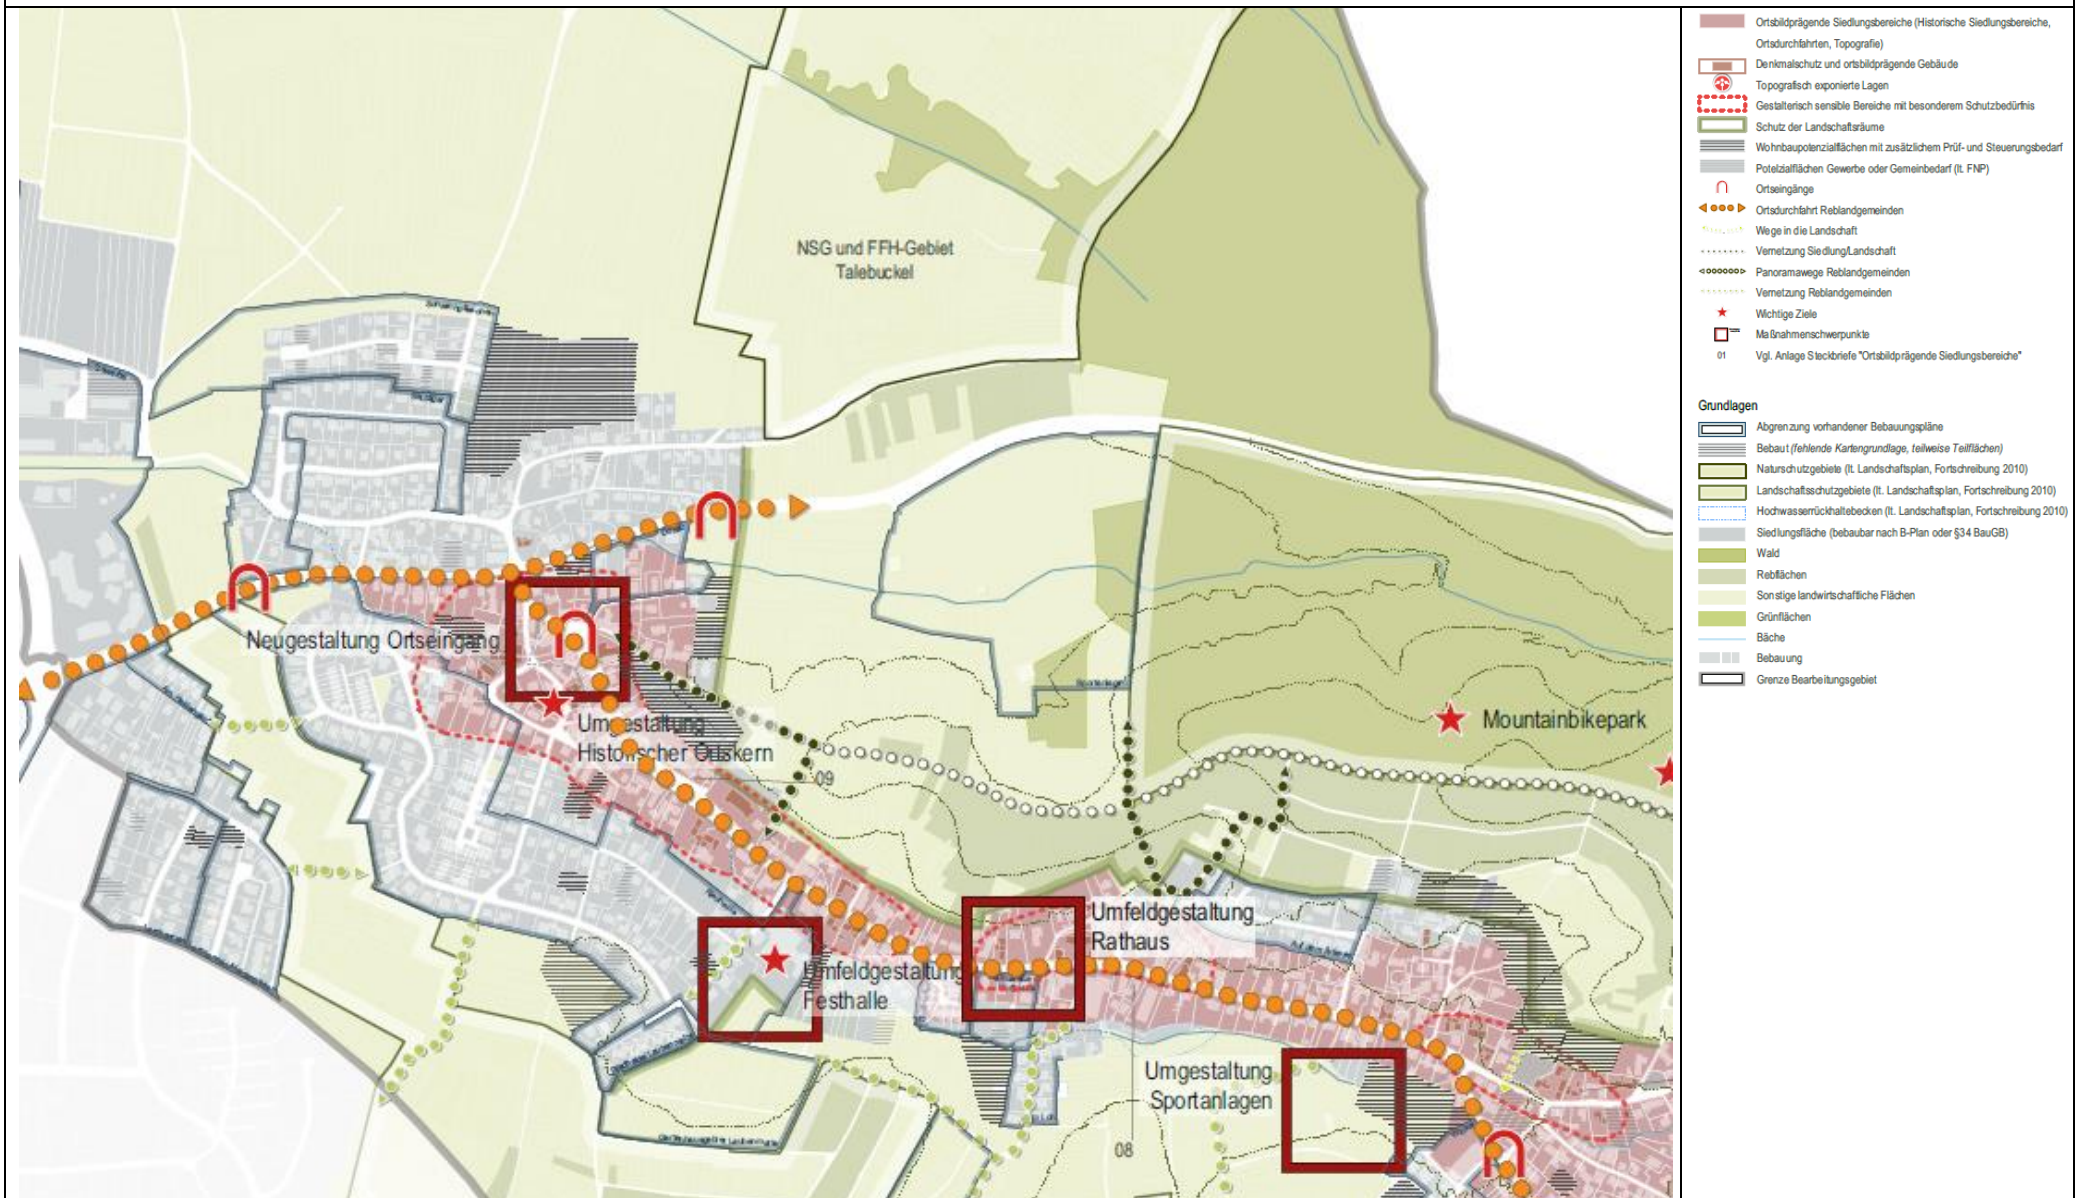 NSG und FFH-Gebiet
Talebuckel
Neugestaltung Ortseingang
Umgestaltung
Historischer Ortskern
09
Mountainbikepark
Umfeldgestaltung
Rathaus
Umfeldgestaltung
Festhalle
Umgestaltung
Sportanlagen
08
Ortsbildprägende Siedlungsbereiche (Historische Siedlungsbereiche,
Ortsdurchfahrten, Topografie)
Denkmalschutz und ortsbildprägende Gebäude
Topografisch exponierte Lagen
Gestalterisch sensible Bereiche mit besonderem Schutzbedürfnis
Schutz der Landschaftsräume
Wohnbaupotenzialflächen mit zusätzlichem Prüf- und Steuerungsbedarf
Potelzialflächen Gewerbe oder Gemeinbedarf (lt. FNP)
Ortseingänge
Ortsdurchfahrt Reblandgemeinden
Wege in die Landschaft
Vernetzung Siedlung/Landschaft
Panoramawege Reblandgemeinden
Vernetzung Reblandgemeinden
Wichtige Ziele
Maßnahmenschwerpunkte
01 Vgl. Anlage Steckbriefe "Ortsbildprägende Siedlungsbereiche"
Grundlagen
Abgrenzung vorhandener Bebauungspläne
Bebaut (fehlende Kartengrundlage, teilweise Teilflächen)
Naturschutzgebiete (lt. Landschaftsplan, Fortschreibung 2010)
Landschaftsschutzgebiete (lt. Landschaftsplan, Fortschreibung 2010)
Hochwasserrückhaltebecken (lt. Landschaftsplan, Fortschreibung 2010)
Siedlungsfläche (bebaubar nach B-Plan oder §34 BauGB)
Wald
Rebflächen
Sonstige landwirtschaftliche Flächen
Grünflächen
Bäche
Bebauung
Grenze Bearbeitungsgebiet